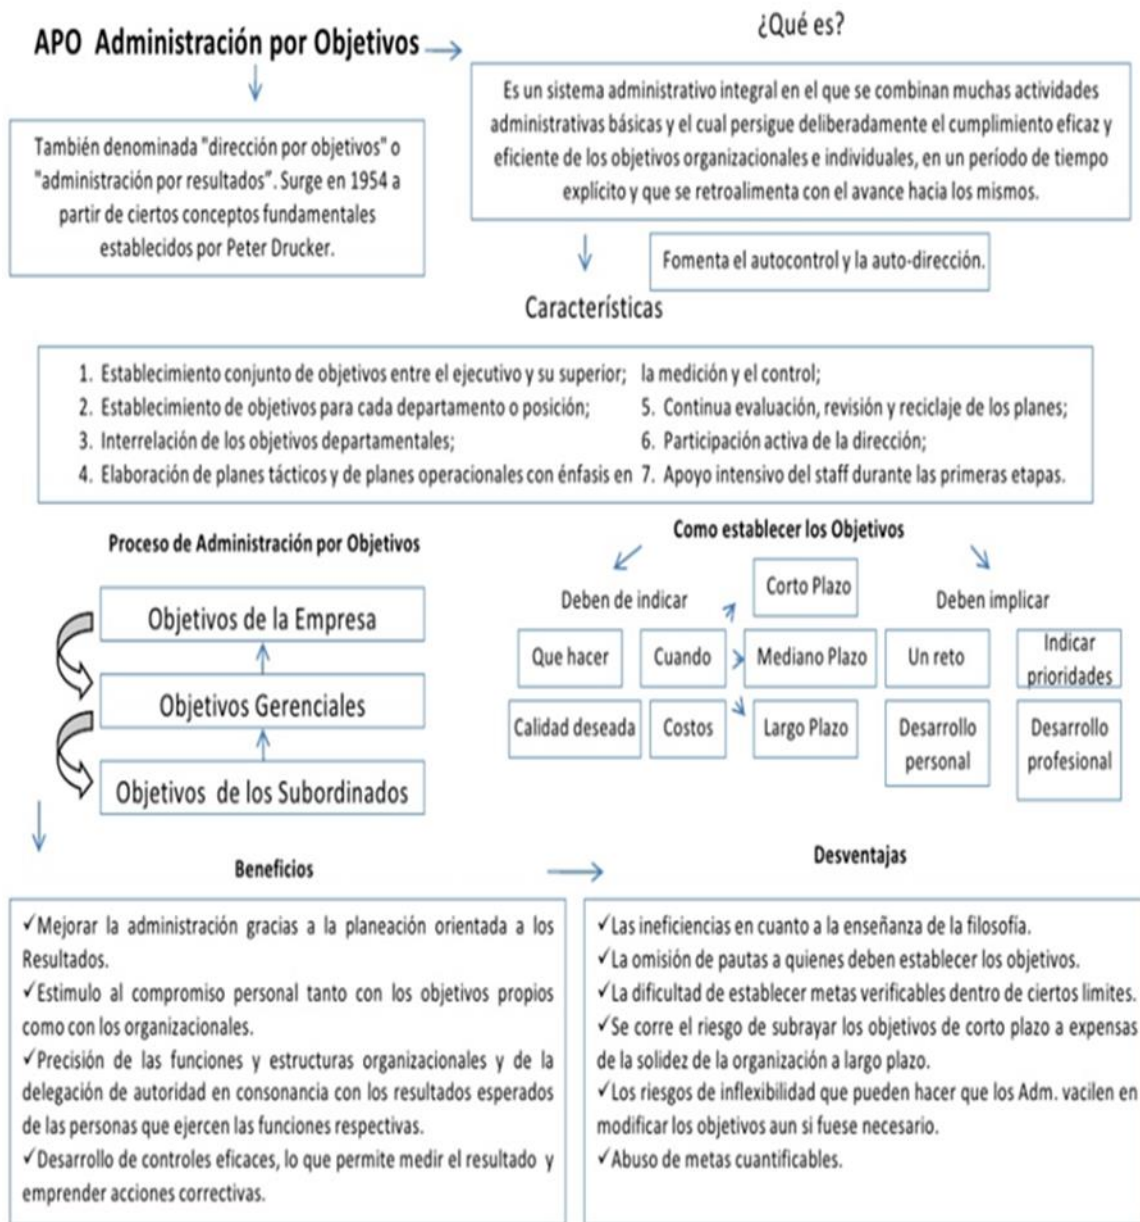 APO Administración por Objetivos
¿Qué es?
También denominada "dirección por objetivos" o
"administración por resultados". Surge en 1954 a
partir de ciertos conceptos fundamentales
establecidos por Peter Drucker.
Es un sistema administrativo integral en el que se combinan muchas actividades
administrativas básicas y el cual persigue deliberadamente el cumplimiento eficaz y
eficiente de los objetivos organizacionales e individuales, en un período de tiempo
explícito y que se retroalimenta con el avance hacia los mismos.
Fomenta el autocontrol y la auto-dirección.
Características
1. Establecimiento conjunto de objetivos entre el ejecutivo y su superior;
2. Establecimiento de objetivos para cada departamento o posición;
3. Interrelación de los objetivos departamentales;
4. Elaboración de planes tácticos y de planes operacionales con énfasis en
la medición y el control;
5. Continua evaluación, revisión y reciclaje de los planes;
6. Participación activa de la dirección;
7. Apoyo intensivo del staff durante las primeras etapas.
Proceso de Administración por Objetivos
Objetivos de la Empresa
Objetivos Gerenciales
Objetivos de los Subordinados
Como establecer los Objetivos
Deben de indicar
Que hacer
Cuando
Calidad deseada
Costos
Corto Plazo
Mediano Plazo
Largo Plazo
Deben implicar
Un reto
Indicar
prioridades
Desarrollo
personal
Desarrollo
profesional
Beneficios
✓Mejorar la administración gracias a la planeación orientada a los
Resultados.
✓Estimulo al compromiso personal tanto con los objetivos propios
como con los organizacionales.
✓Precisión de las funciones y estructuras organizacionales y de la
delegación de autoridad en consonancia con los resultados esperados
de las personas que ejercen las funciones respectivas.
✓Desarrollo de controles eficaces, lo que permite medir el resultado y
emprender acciones correctivas.
Desventajas
✓Las ineficiencias en cuanto a la enseñanza de la filosofía.
✓La omisión de pautas a quienes deben establecer los objetivos.
✓La dificultad de establecer metas verificables dentro de ciertos limites.
✓Se corre el riesgo de subrayar los objetivos de corto plazo a expensas
de la solidez de la organización a largo plazo.
✓Los riesgos de inflexibilidad que pueden hacer que los Adm. vacilen en
modificar los objetivos aun si fuese necesario.
✓Abuso de metas cuantificables.